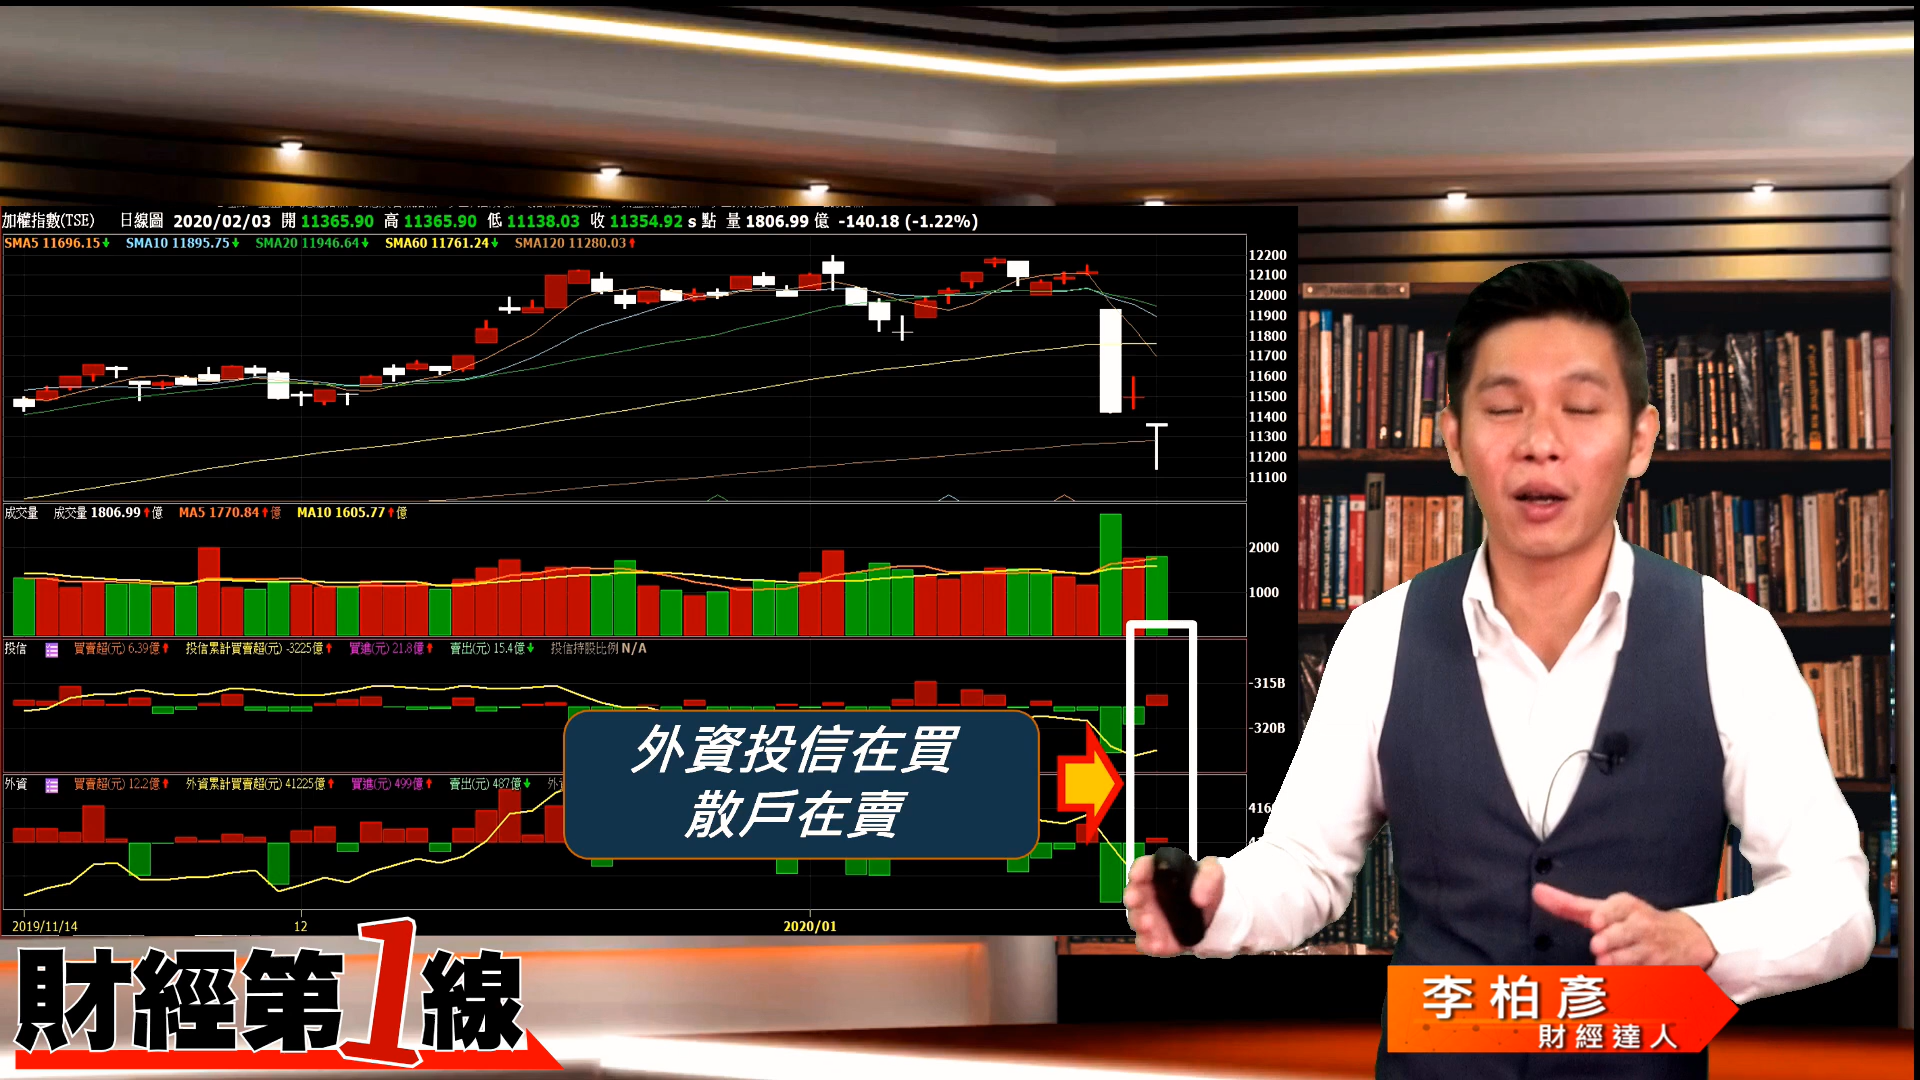 加權指數(TSE) 日線圖 2020/02/03 開 11365.90 高 11365.90 低 11138.03 收 11354.92 s 點 量 1806.99 億 -140.18 (-1.22%)
SMA5 11696.15↓ SMA10 11895.75↓ SMA20 11946.64↓ SMA60 11761.24↓ SMA120 11280.03↑
12200
12100
12000
11900
11800
11700
11600
11500
11400
11300
11200
11100
成交量 成交量 1806.99↑億 MA5 1770.84↑億 MA10 1605.77↑億
2000
1000
投信 買賣超(元) 6.39億↑ 投信累計買賣超(元) -3225億↑ 買進(元) 21.8億↑ 賣出(元) 15.4億↓ 投信持股比例 N/A
-315B
-320B
外資投信在買
散戶在賣
外資 買賣超(元) 12.2億↑ 外資累計買賣超(元) 41225億↑ 買進(元) 499億↑ 賣出(元) 487億↓
2019/11/14 12 2020/01
財經第1線
李柏彥
財經達人